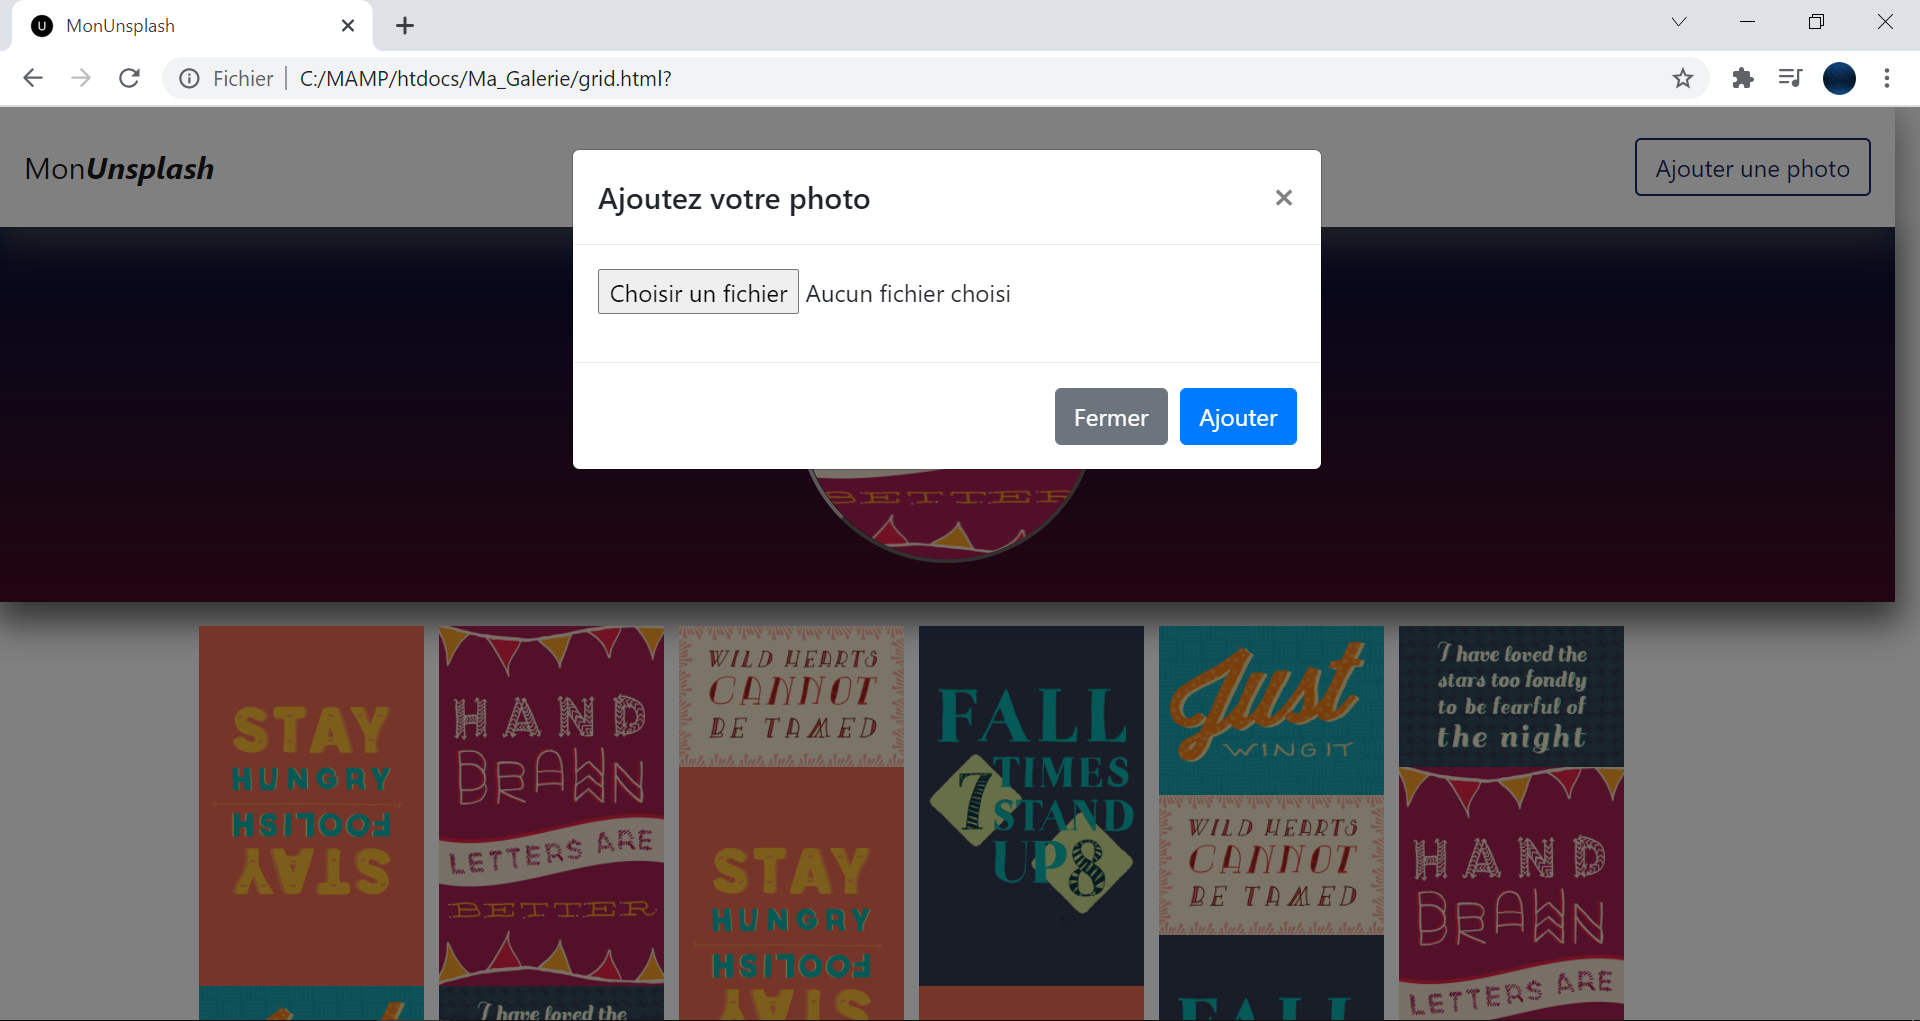 MonUnsplash
Fichier C:/MAMP/htdocs/Ma_Galerie/grid.html?
MonUnsplash
Ajouter une photo
Ajoutez votre photo
Choisir un fichier Aucun fichier choisi
Fermer Ajouter
BETTER
STAY
HUNGRY
FOOLISH
STAY
HAND
DRAWN
LETTERS ARE
BETTER
I have loved the
WILD HEARTS
CANNOT
BE TAMED
STAY
HUNGRY
FOOLISH
STAY
FALL
7 TIMES
STAND
UP 8
Just
WING IT
WILD HEARTS
CANNOT
BE TAMED
FALL
I have loved the
stars too fondly
to be fearful of
the night
HAND
DRAWN
LETTERS ARE